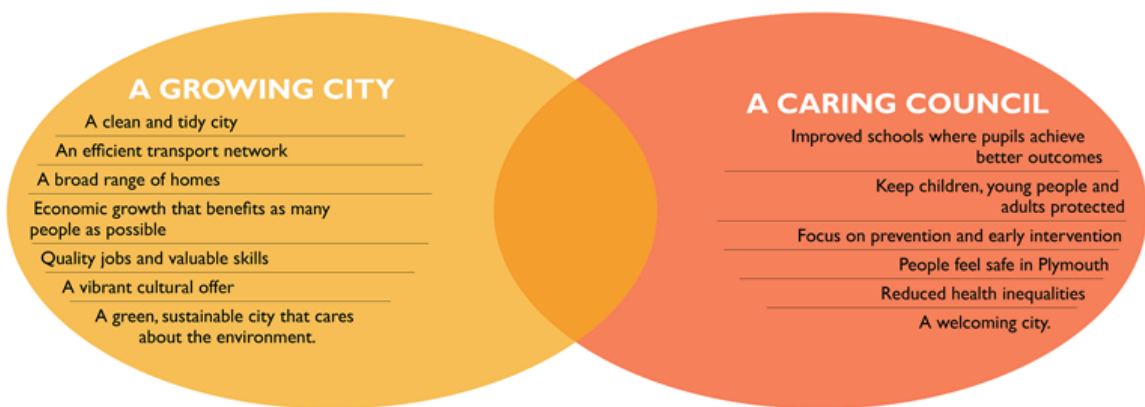 A GROWING CITY
A clean and tidy city
An efficient transport network
A broad range of homes
Economic growth that benefits as many
people as possible
Quality jobs and valuable skills
A vibrant cultural offer
A green, sustainable city that cares
about the environment.
A CARING COUNCIL
Improved schools where pupils achieve
better outcomes
Keep children, young people and
adults protected
Focus on prevention and early intervention
People feel safe in Plymouth
Reduced health inequalities
A welcoming city.